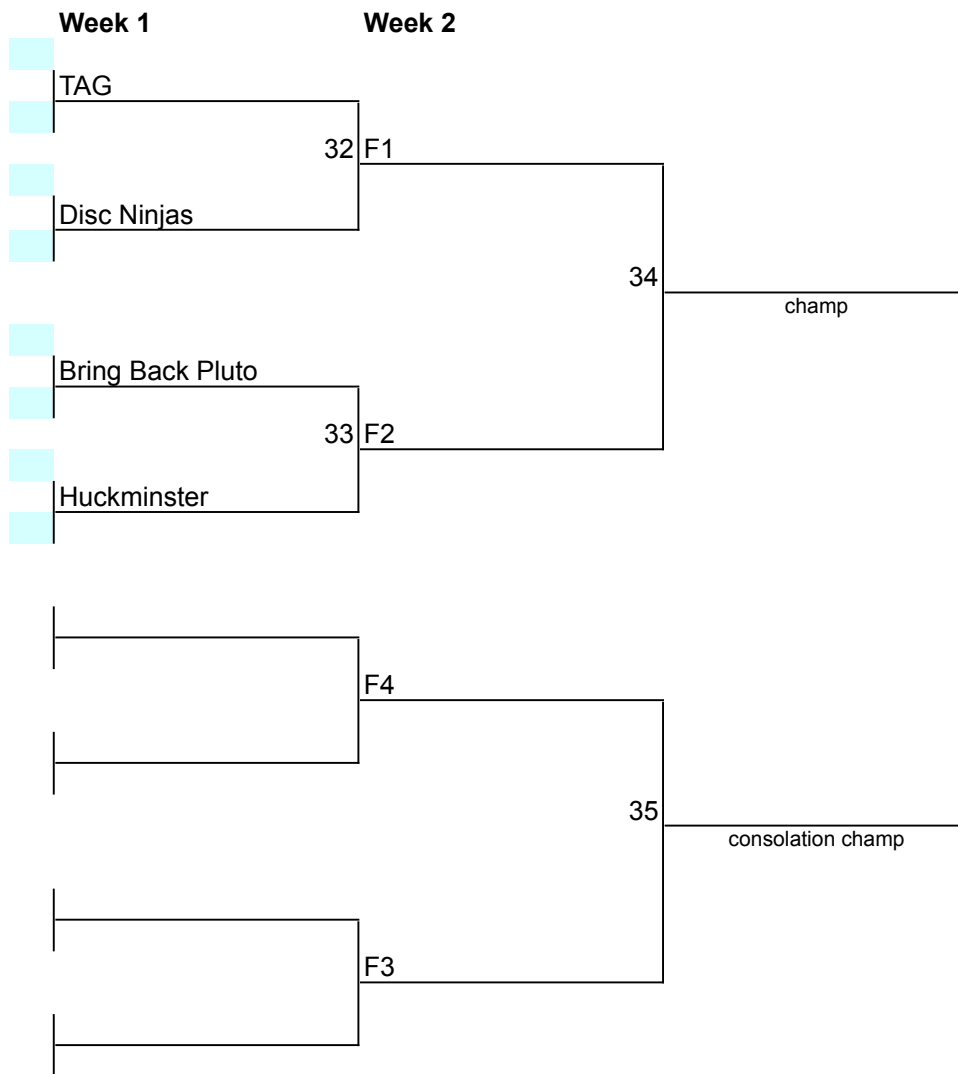 Week 1 Week 2
TAG
32 F1
Disc Ninjas
34
champ
Bring Back Pluto
33 F2
Huckminster
F4
35
consolation champ
F3